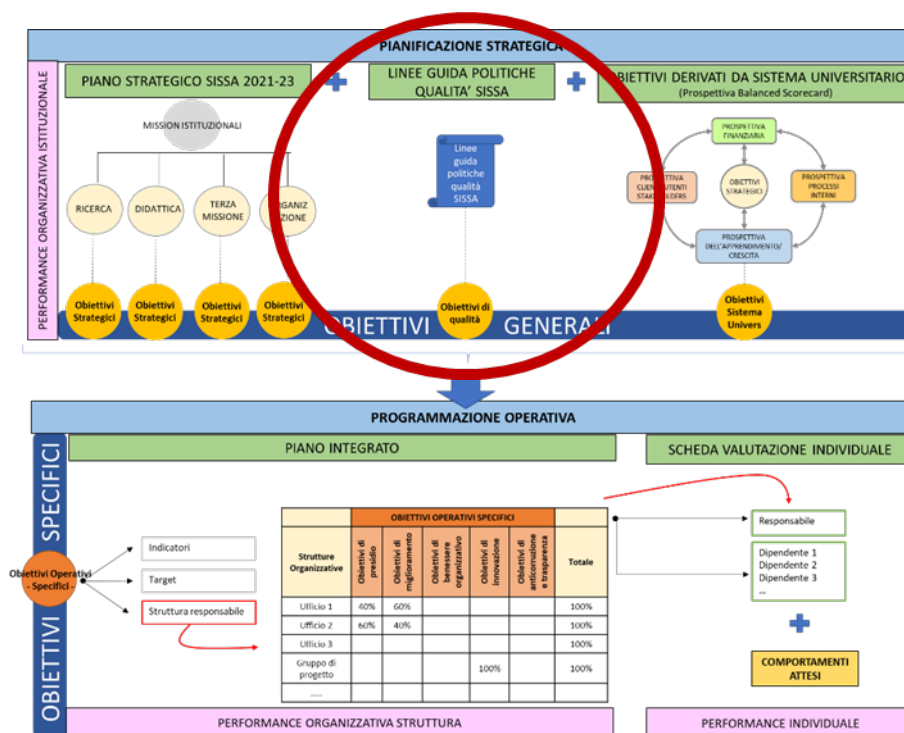 PIANIFICAZIONE STRATEGICA
PERFORMANCE ORGANIZZATIVA ISTITUZIONALE
PIANO STRATEGICO SISSA 2021-23
LINEE GUIDA POLITICHE
QUALITA' SISSA
BIETTIVI DERIVATI DA SISTEMA UNIVERSITARIO
(Prospettiva Balanced Scorecard)
MISSION ISTITUZIONALI
RICERCA
DIDATTICA
TERZA
MISSIONE
ORGANIZ
ZAZIONE
Linee
guida
politiche
qualità
SISSA
PROSPETTIVA
FINANZIARIA
PROSPETTIVA
STAKEHOLDERS
OBIETTIVI
STRATEGICI
PROSPETTIVA
PROCESSI
INTERNI
PROSPETTIVA
DELL'APPRENDIMENTO/
CRESCITA
Obiettivi
Strategici
Obiettivi
Strategici
Obiettivi
Strategici
Obiettivi
Strategici
Obiettivi di
qualità
Obiettivi
Sistema
Univers
OBIETTIVI GENERALI
PROGRAMMAZIONE OPERATIVA
OBIETTIVI SPECIFICI
PIANO INTEGRATO
SCHEDA VALUTAZIONE INDIVIDUALE
Obiettivi Operativi
- Specifici -
Indicatori
Target
Struttura responsabile
OBIETTIVI OPERATIVI SPECIFICI
Strutture
Organizzative
Obiettivi di
presidio
Obiettivi di
miglioramento
Obiettivi di
benessere
organizzativo
Obiettivi di
innovazione
Obiettivi di
anticorruzione
e trasparenza
Totale
Ufficio 1 40% 60% 100%
Ufficio 2 60% 40% 100%
Ufficio 3 100%
Gruppo di
progetto 100% 100%
.....
Responsabile
Dipendente 1
Dipendente 2
Dipendente 3
...
COMPORTAMENTI
ATTESI
PERFORMANCE ORGANIZZATIVA STRUTTURA
PERFORMANCE INDIVIDUALE